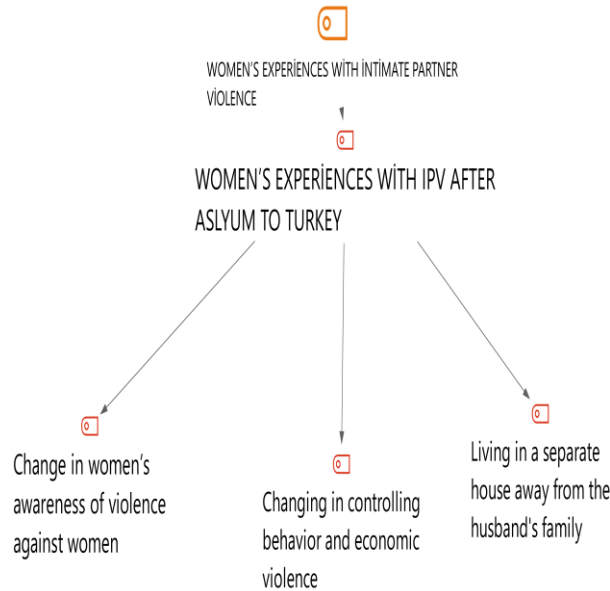 WOMEN'S EXPERİENCES WİTH İNTİMATE PARTNER
VİOLENCE
WOMEN'S EXPERİENCES WİTH IPV AFTER
ASLYUM TO TURKEY
Change in women's
awareness of violence
against women
Changing in controlling
behavior and economic
violence
Living in a separate
house away from the
husband's family